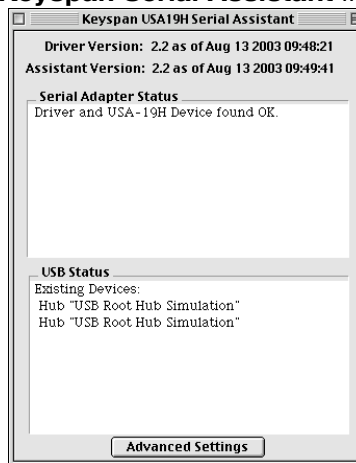 Keyspan Serial Assistant
Keyspan USA19H Serial Assistant
Driver Version: 2.2 as of Aug 13 2003 09:48:21
Assistant Version: 2.2 as of Aug 13 2003 09:49:41
Serial Adapter Status
Driver and USA-19H Device found OK.
USB Status
Existing Devices:
Hub "USB Root Hub Simulation"
Hub "USB Root Hub Simulation"
Advanced Settings